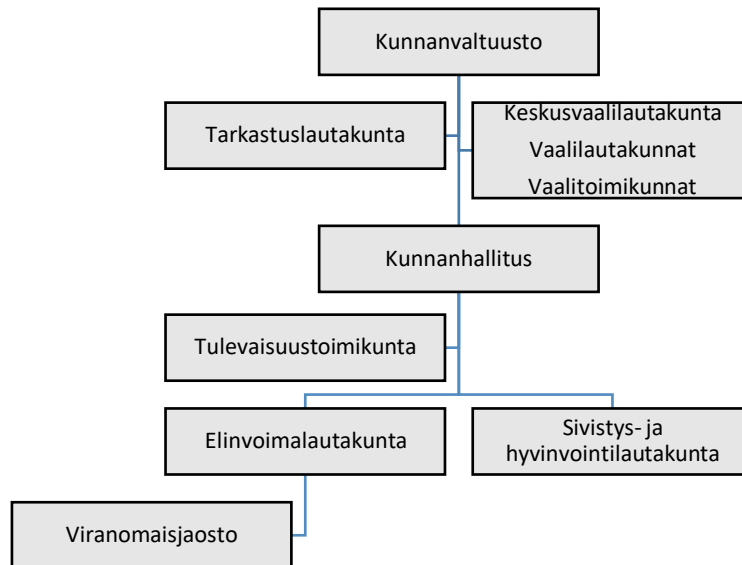 Kunnanvaltuusto
Tarkastuslautakunta
Keskusvaalilautakunta
Vaalilautakunnat
Vaalitoimikunnat
Kunnanhallitus
Tulevaisuustoimikunta
Elinvoimalautakunta
Sivistys- ja
hyvinvointilautakunta
Viranomaisjaosto